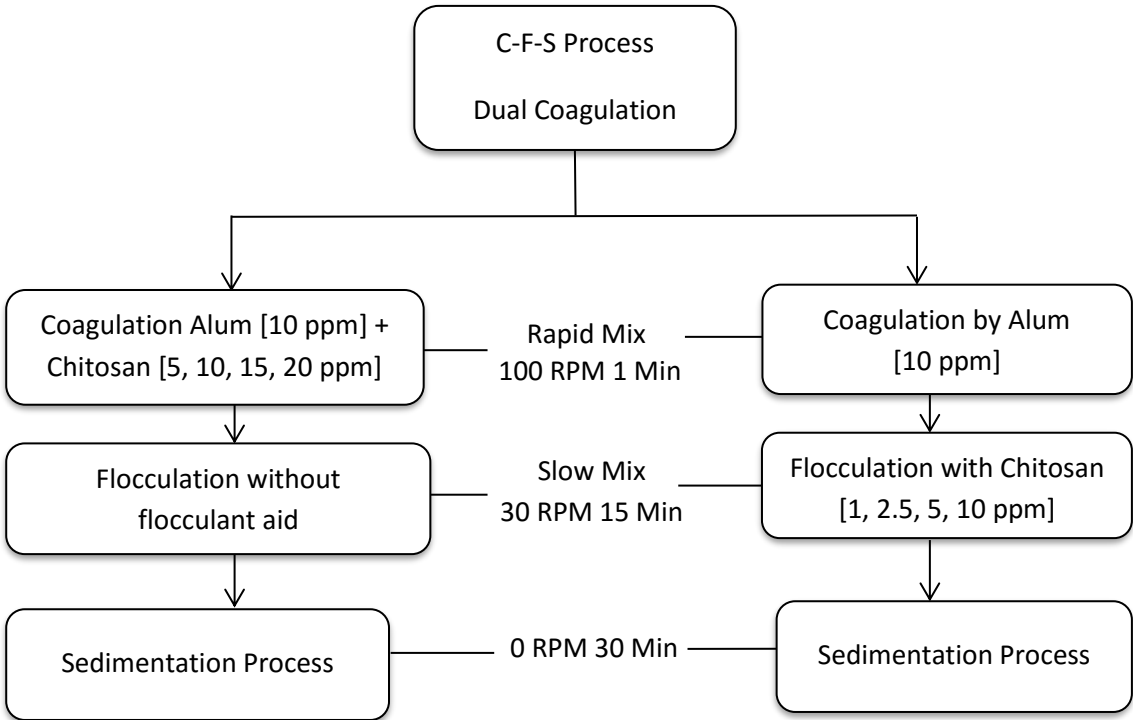 C-F-S Process
Dual Coagulation
Coagulation Alum [10 ppm] +
Chitosan [5, 10, 15, 20 ppm]
Rapid Mix
100 RPM 1 Min
Coagulation by Alum
[10 ppm]
Flocculation without
flocculant aid
Slow Mix
30 RPM 15 Min
Flocculation with Chitosan
[1, 2.5, 5, 10 ppm]
Sedimentation Process
0 RPM 30 Min
Sedimentation Process